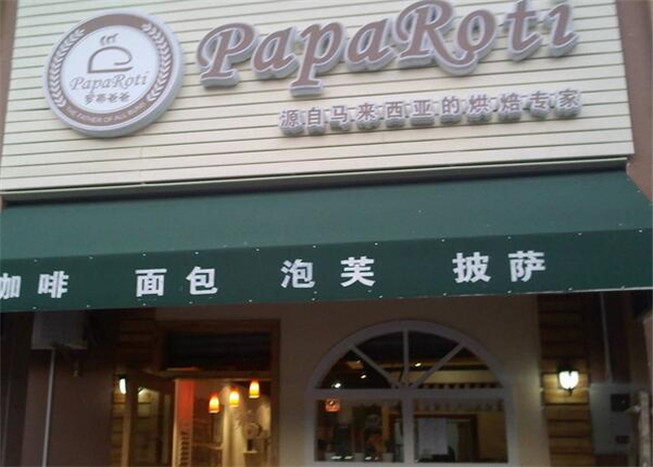 PapaRoti
PapaRoti
罗蒂爸爸
THE FATHER OF ALL BUNS
源自马来西亚的烘焙专家
咖啡 面包 泡芙 披萨